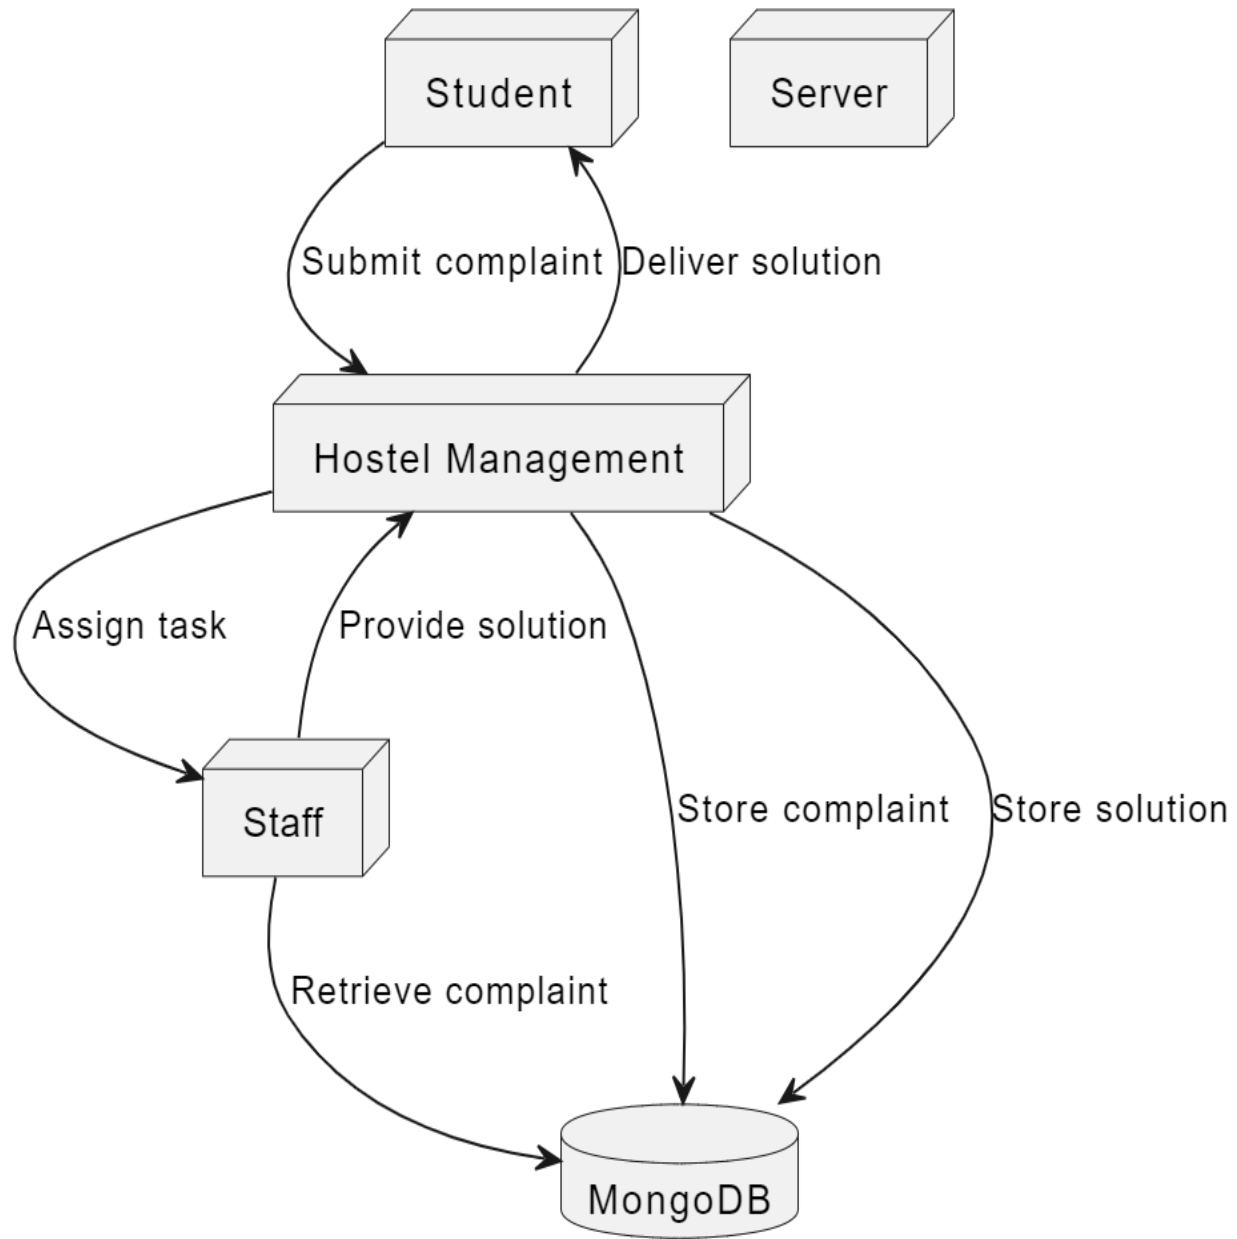 Student
Server
Submit complaint
Deliver solution
Hostel Management
Assign task
Provide solution
Store complaint
Store solution
Staff
Retrieve complaint
MongoDB